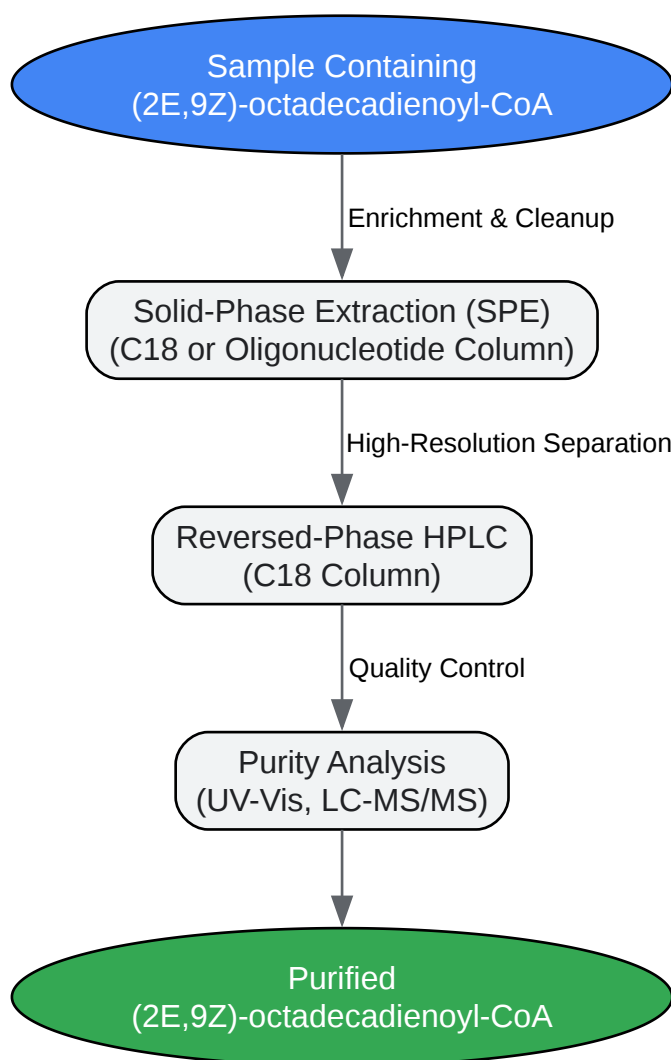 Sample Containing
(2E,9Z)-octadecadienoyl-CoA
Enrichment & Cleanup
Solid-Phase Extraction (SPE)
(C18 or Oligonucleotide Column)
High-Resolution Separation
Reversed-Phase HPLC
(C18 Column)
Quality Control
Purity Analysis
(UV-Vis, LC-MS/MS)
Purified
(2E,9Z)-octadecadienoyl-CoA